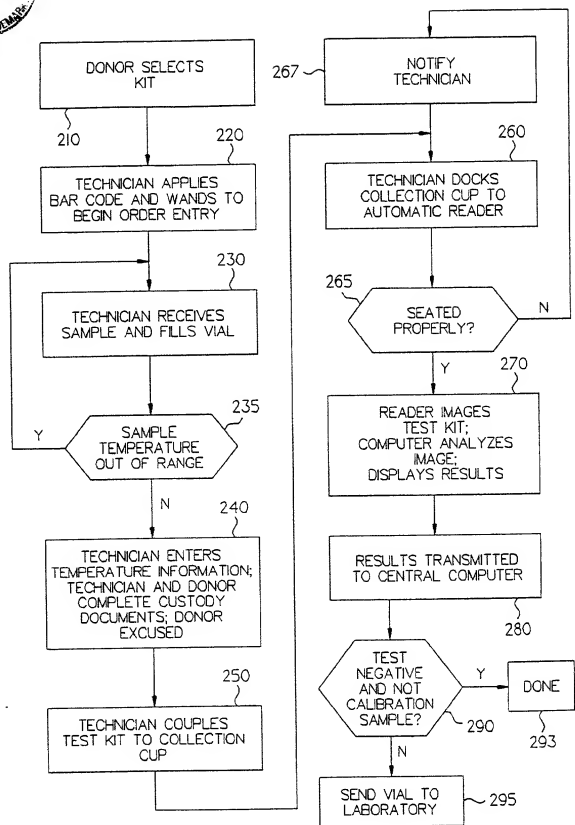 DONOR SELECTS
KIT
210
220
TECHNICIAN APPLIES
BAR CODE AND WANDS TO
BEGIN ORDER ENTRY
230
TECHNICIAN RECEIVES
SAMPLE AND FILLS VIAL
235
Y
SAMPLE
TEMPERATURE
OUT OF RANGE
N
240
TECHNICIAN ENTERS
TEMPERATURE INFORMATION;
TECHNICIAN AND DONOR
COMPLETE CUSTODY
DOCUMENTS; DONOR
EXCUSED
250
TECHNICIAN COUPLES
TEST KIT TO COLLECTION
CUP
267
NOTIFY
TECHNICIAN
260
TECHNICIAN DOCKS
COLLECTION CUP TO
AUTOMATIC READER
265
SEATED
PROPERLY?
N
Y
270
READER IMAGES
TEST KIT;
COMPUTER ANALYZES
IMAGE;
DISPLAYS RESULTS
RESULTS TRANSMITTED
TO CENTRAL COMPUTER
280
TEST
NEGATIVE
AND NOT
CALIBRATION
SAMPLE?
290
Y
DONE
293
N
SEND VIAL TO
LABORATORY
295